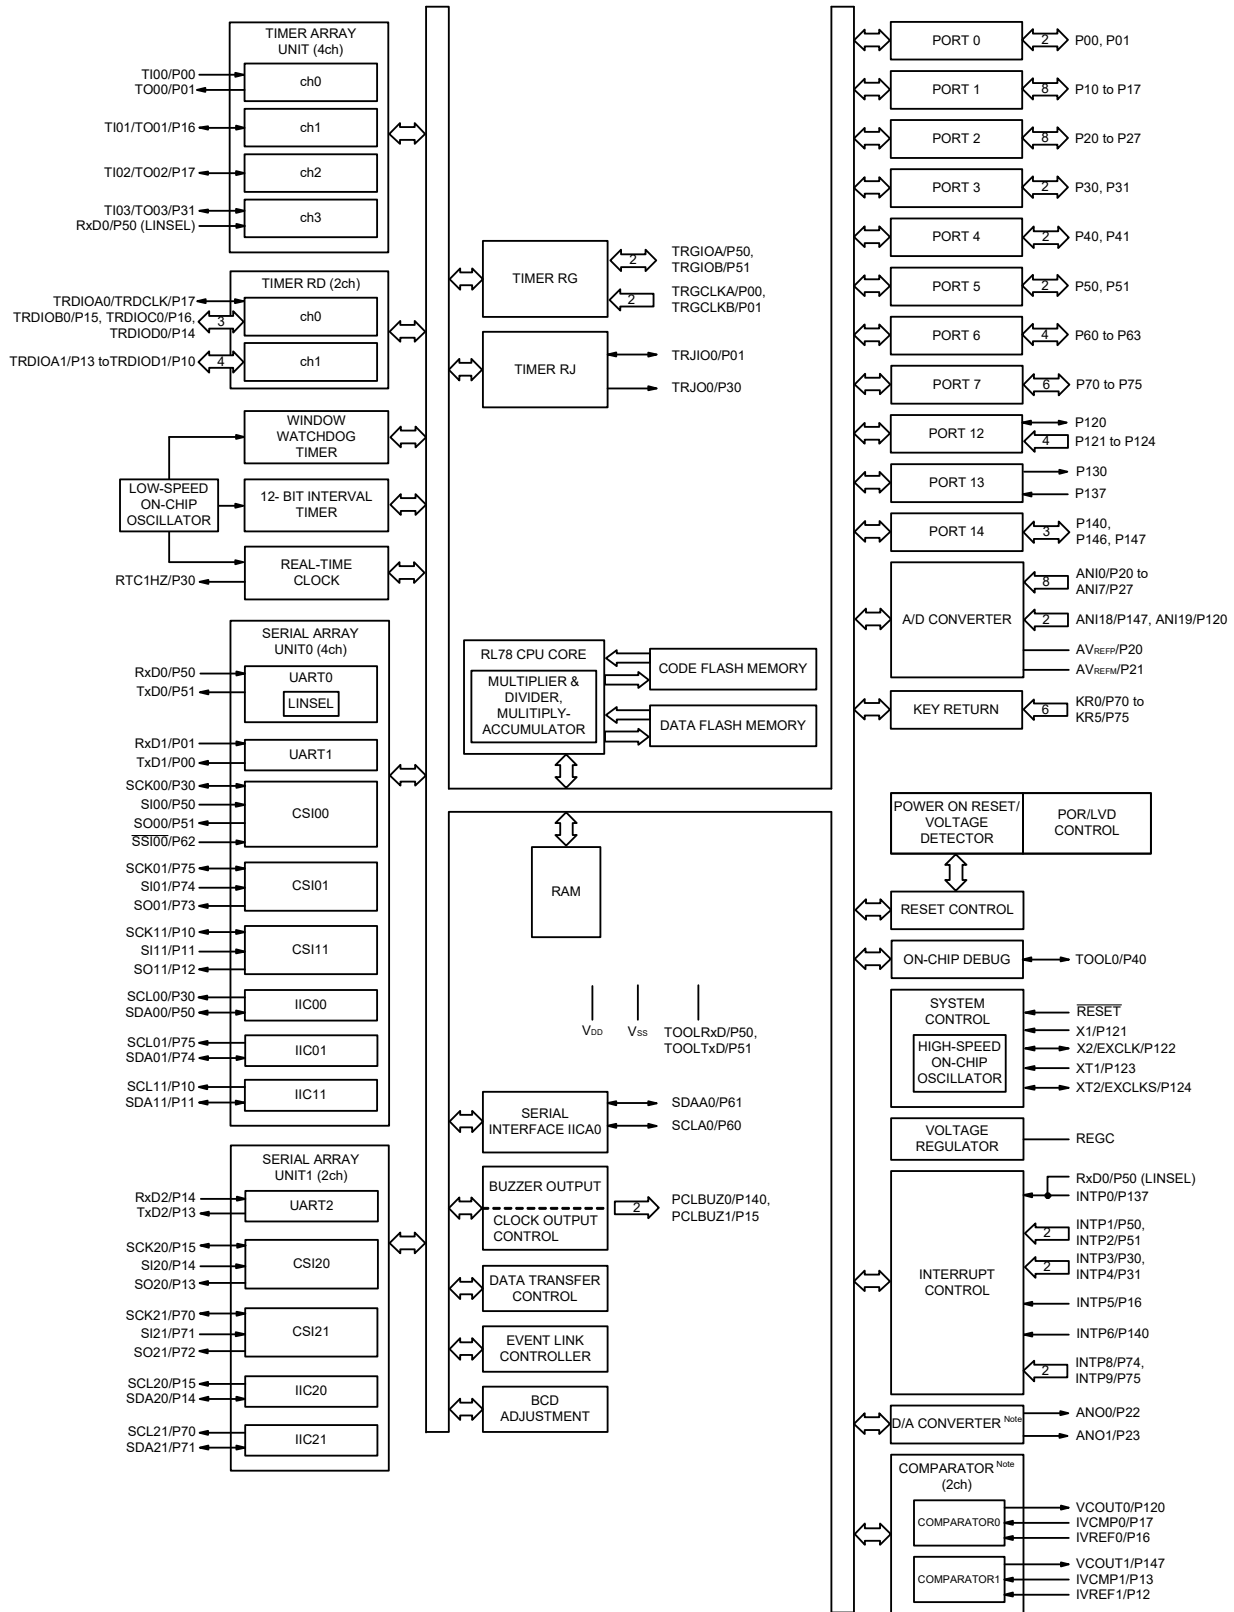 TIMER ARRAY
UNIT (4ch)
TI00/P00
TO00/P01
ch0
TI01/TO01/P16
ch1
TI02/TO02/P17
ch2
TI03/TO03/P31
RxD0/P50 (LINSEL)
ch3
TIMER RD (2ch)
TRDIOA0/TRDCLK/P17
TRDIOB0/P15, TRDIOC0/P16,
TRDIOD0/P14
3
ch0
TRDIOA1/P13 toTRDIOD1/P10
4
ch1
WINDOW
WATCHDOG
TIMER
LOW-SPEED
ON-CHIP
OSCILLATOR
12- BIT INTERVAL
TIMER
RTC1HZ/P30
REAL-TIME
CLOCK
SERIAL ARRAY
UNIT0 (4ch)
RxD0/P50
TxD0/P51
UART0
LINSEL
RxD1/P01
TxD1/P00
UART1
SCK00/P30
SI00/P50
SO00/P51
SSI00/P62
CSI00
SCK01/P75
SI01/P74
SO01/P73
CSI01
SCK11/P10
SI11/P11
SO11/P12
CSI11
SCL00/P30
SDA00/P50
IIC00
SCL01/P75
SDA01/P74
IIC01
SCL11/P10
SDA11/P11
IIC11
SERIAL ARRAY
UNIT1 (2ch)
RxD2/P14
TxD2/P13
UART2
SCK20/P15
SI20/P14
SO20/P13
CSI20
SCK21/P70
SI21/P71
SO21/P72
CSI21
SCL20/P15
SDA20/P14
IIC20
SCL21/P70
SDA21/P71
IIC21
TIMER RG
2
TRGIOA/P50,
TRGIOB/P51
2
TRGCLKA/P00,
TRGCLKB/P01
TIMER RJ
TRJIO0/P01
TRJO0/P30
RL78 CPU CORE
MULTIPLIER &
DIVIDER,
MULITIPLY-
ACCUMULATOR
CODE FLASH MEMORY
DATA FLASH MEMORY
RAM
VDD
VSS
TOOLRxD/P50,
TOOLTxD/P51
SERIAL
INTERFACE IICA0
SDAA0/P61
SCLA0/P60
BUZZER OUTPUT
CLOCK OUTPUT
CONTROL
2
PCLBUZ0/P140,
PCLBUZ1/P15
DATA TRANSFER
CONTROL
EVENT LINK
CONTROLLER
BCD
ADJUSTMENT
PORT 0
2
P00, P01
PORT 1
8
P10 to P17
PORT 2
8
P20 to P27
PORT 3
2
P30, P31
PORT 4
2
P40, P41
PORT 5
2
P50, P51
PORT 6
4
P60 to P63
PORT 7
6
P70 to P75
PORT 12
P120
4
P121 to P124
PORT 13
P130
P137
PORT 14
3
P140,
P146, P147
A/D CONVERTER
8
ANI0/P20 to
ANI7/P27
2
ANI18/P147, ANI19/P120
AVREFP/P20
AVREFM/P21
KEY RETURN
6
KR0/P70 to
KR5/P75
POWER ON RESET/
VOLTAGE
DETECTOR
POR/LVD
CONTROL
RESET CONTROL
ON-CHIP DEBUG
TOOL0/P40
SYSTEM
CONTROL
HIGH-SPEED
ON-CHIP
OSCILLATOR
RESET
X1/P121
X2/EXCLK/P122
XT1/P123
XT2/EXCLKS/P124
VOLTAGE
REGULATOR
REGC
INTERRUPT
CONTROL
RxD0/P50 (LINSEL)
INTP0/P137
2
INTP1/P50,
INTP2/P51
2
INTP3/P30,
INTP4/P31
INTP5/P16
INTP6/P140
2
INTP8/P74,
INTP9/P75
D/A CONVERTER Note
ANO0/P22
ANO1/P23
COMPARATOR Note
(2ch)
COMPARATOR0
VCOUT0/P120
IVCMP0/P17
IVREF0/P16
COMPARATOR1
VCOUT1/P147
IVCMP1/P13
IVREF1/P12